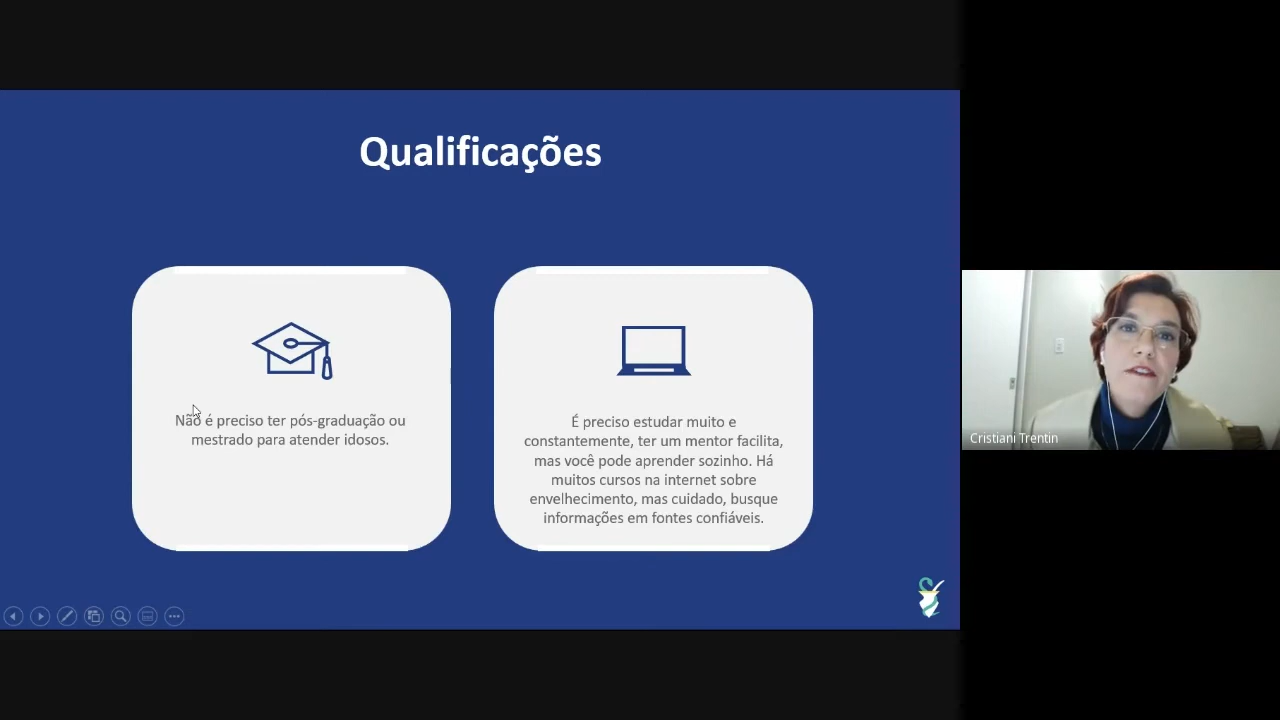 Qualificações
Não é preciso ter pós-graduação ou
mestrado para atender idosos.
É preciso estudar muito e
constantemente, ter um mentor facilita,
mas você pode aprender sozinho. Há
muitos cursos na internet sobre
envelhecimento, mas cuidado, busque
informações em fontes confiáveis.
Cristiani Trentin